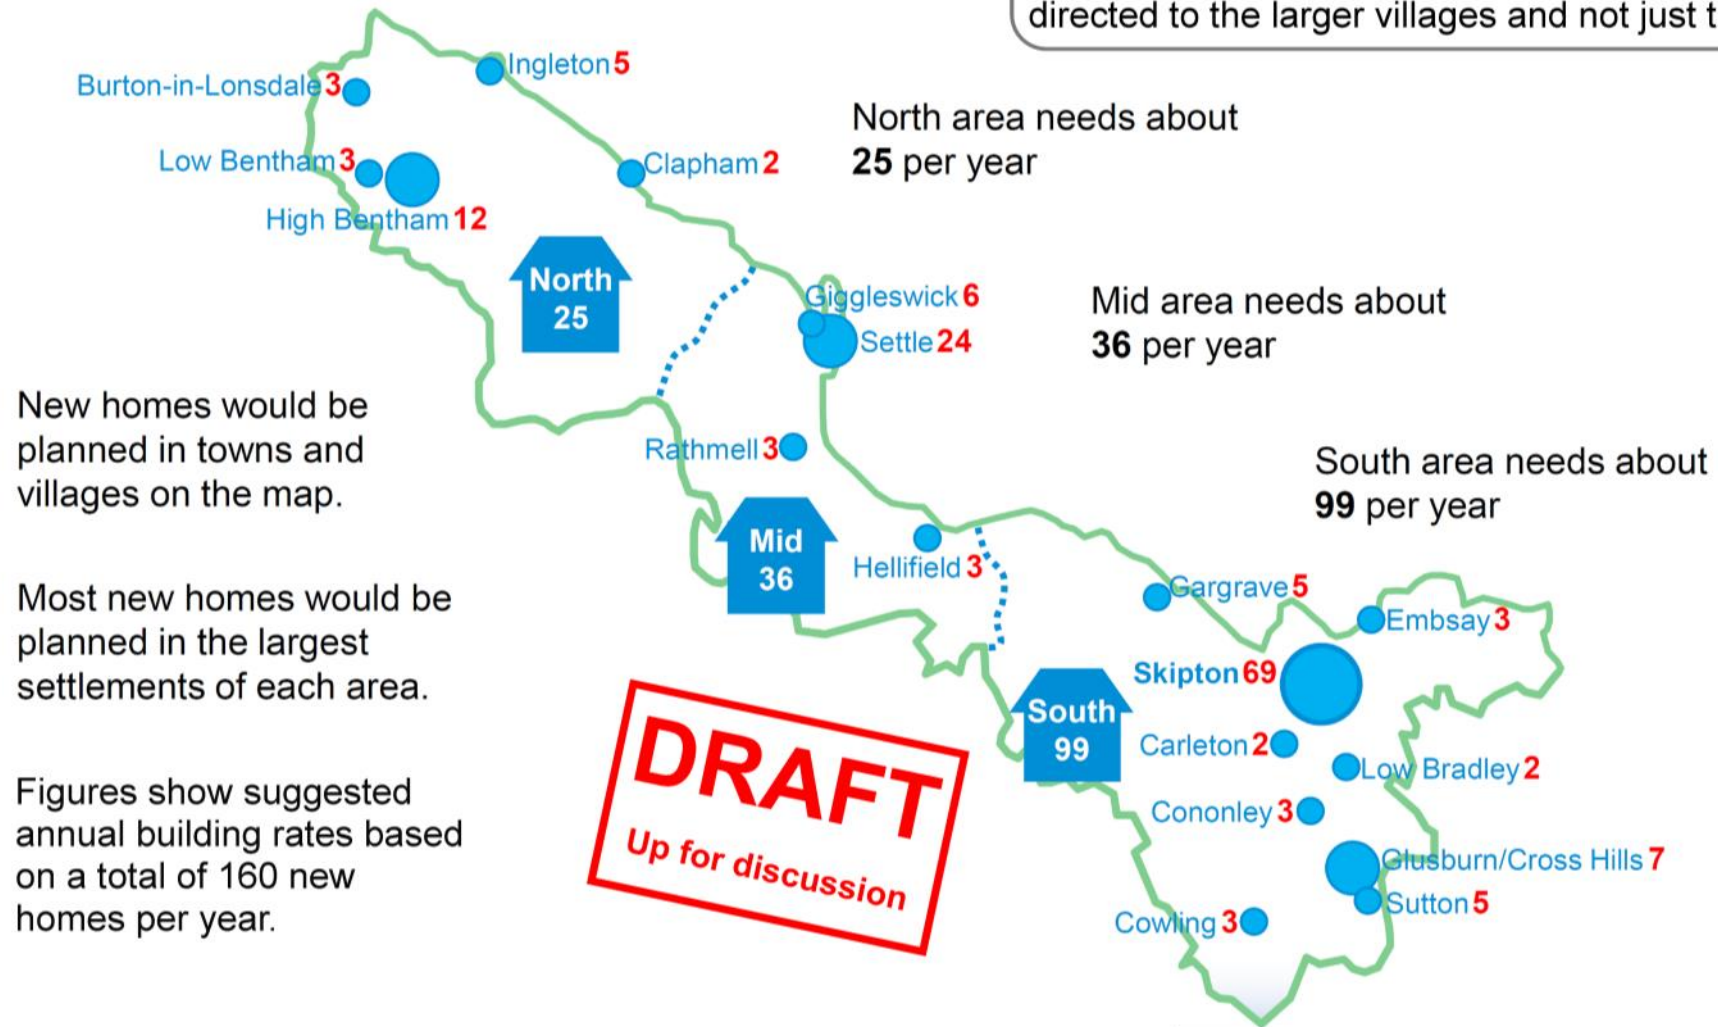 directed to the larger villages and not just t
Ingleton 5
Burton-in-Lonsdale 3
North area needs about
25 per year
Low Bentham 3
Clapham 2
High Bentham 12
North
25
Giggleswick 6
Settle 24
Mid area needs about
36 per year
New homes would be
planned in towns and
villages on the map.
Rathmell 3
South area needs about
99 per year
Mid
36
Hellifield 3
Gargrave 5
Embsay 3
Most new homes would be
planned in the largest
settlements of each area.
Skipton 69
South
99
Carleton 2
Low Bradley 2
Cononley 3
DRAFT
Up for discussion
Figures show suggested
annual building rates based
on a total of 160 new
homes per year.
Glusburn/Cross Hills 7
Sutton 5
Cowling 3